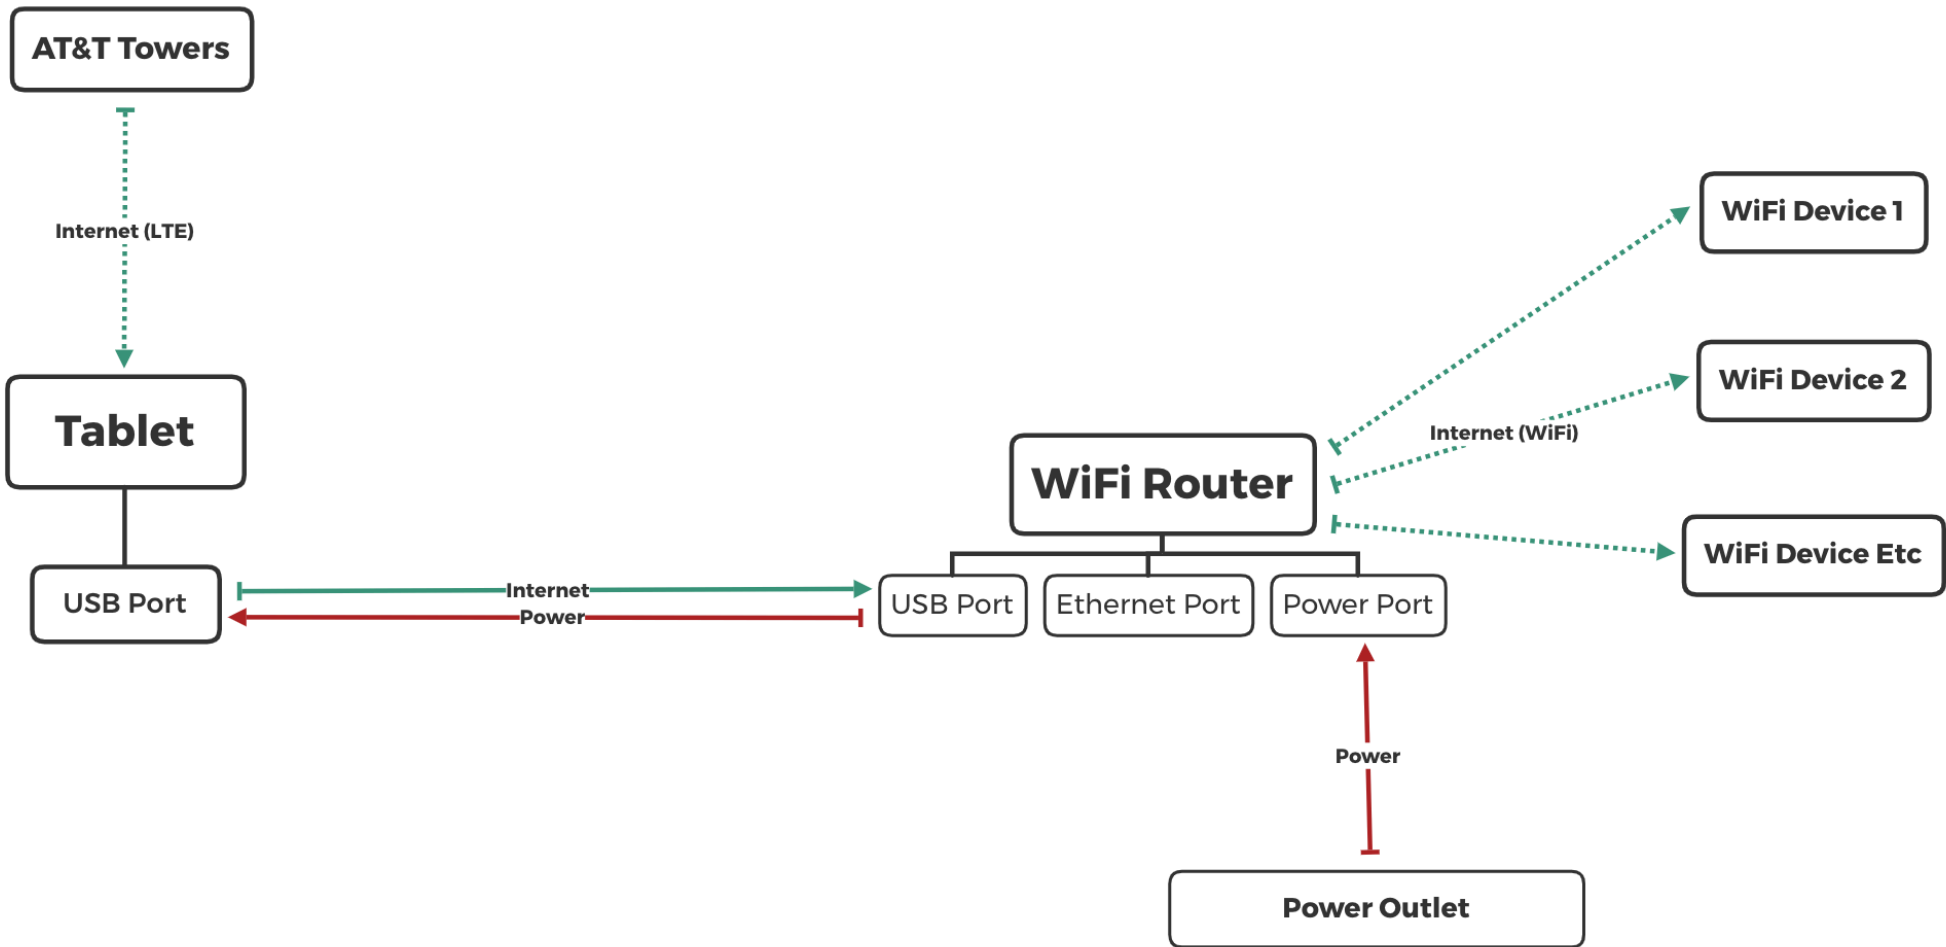 AT&T Towers
Internet (LTE)
Tablet
USB Port
Internet
Power
WiFi Router
USB Port
Ethernet Port
Power Port
Power
Power Outlet
Internet (WiFi)
WiFi Device 1
WiFi Device 2
WiFi Device Etc